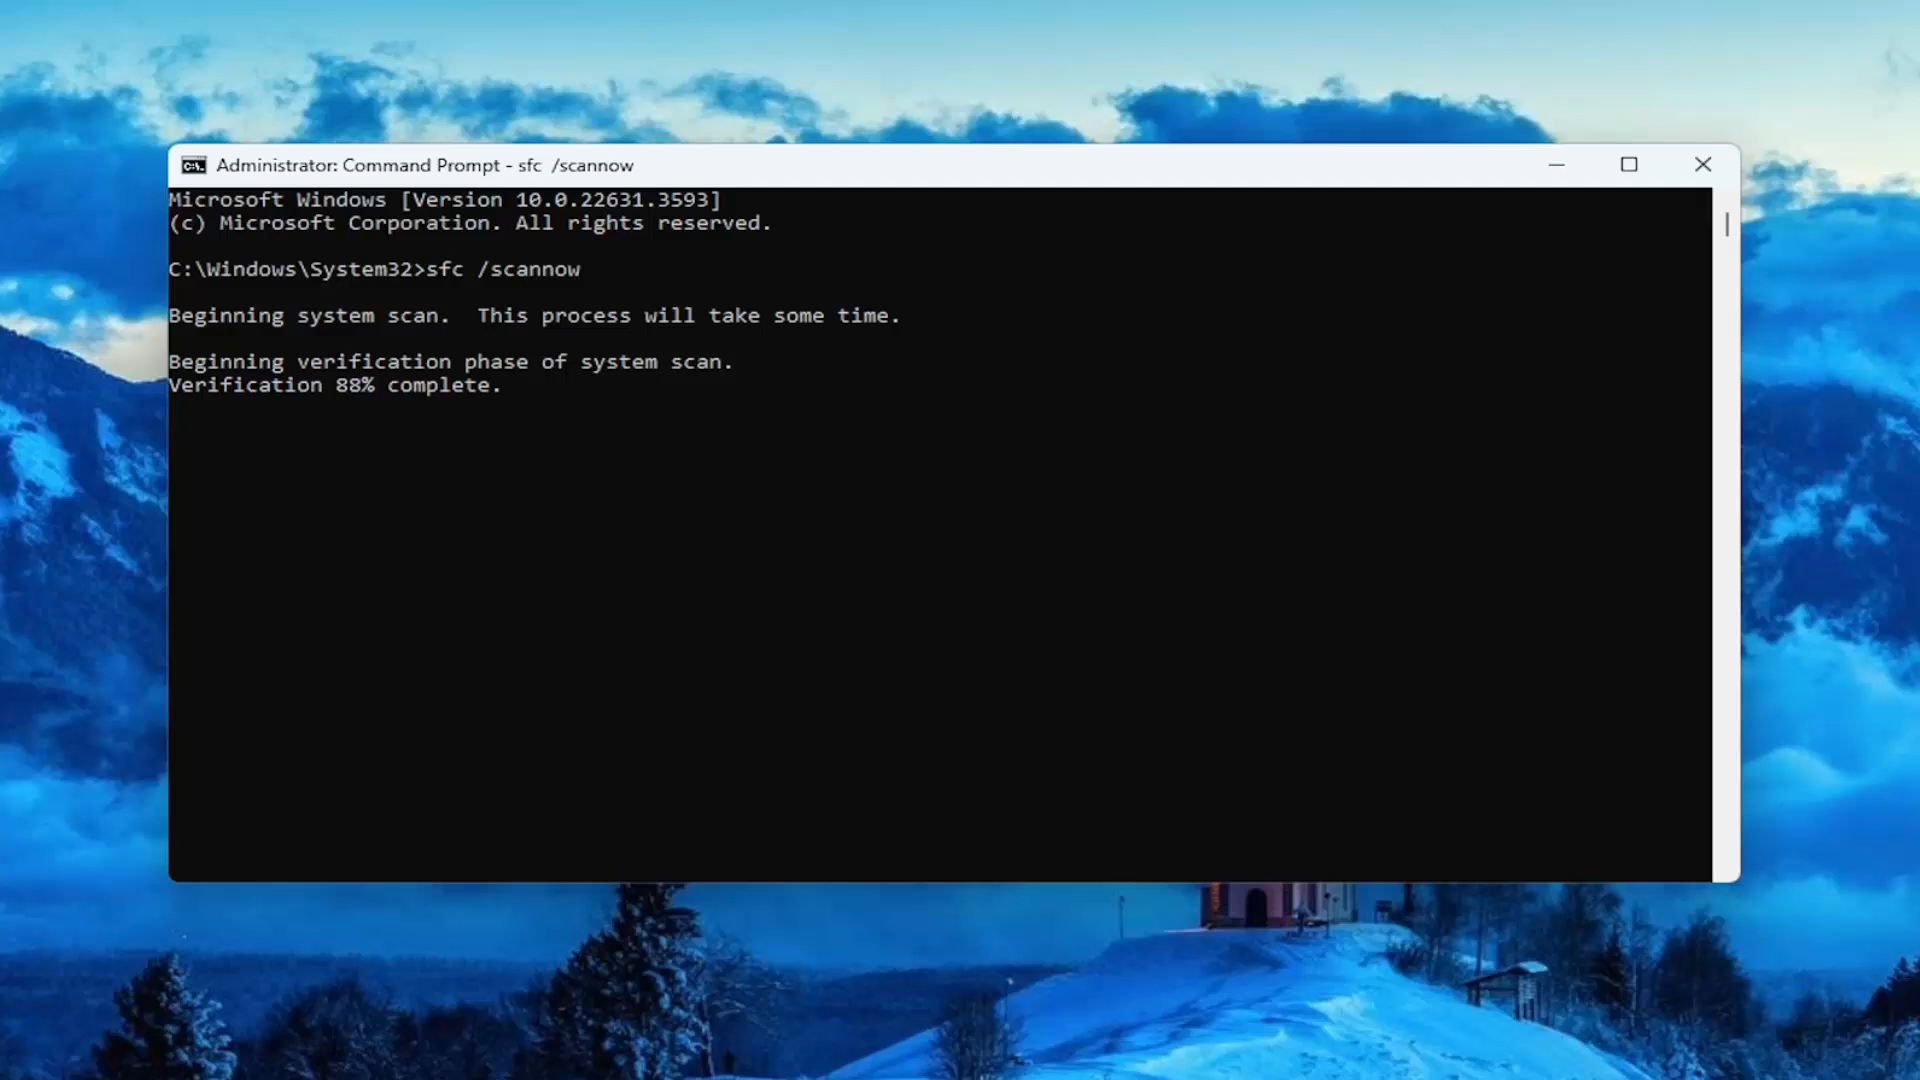 Administrator: Command Prompt - sfc  /scannow
Microsoft Windows [Version 10.0.22631.3593]
(c) Microsoft Corporation. All rights reserved.
C:\Windows\System32>sfc /scannow
Beginning system scan.  This process will take some time.
Beginning verification phase of system scan.
Verification 88% complete.